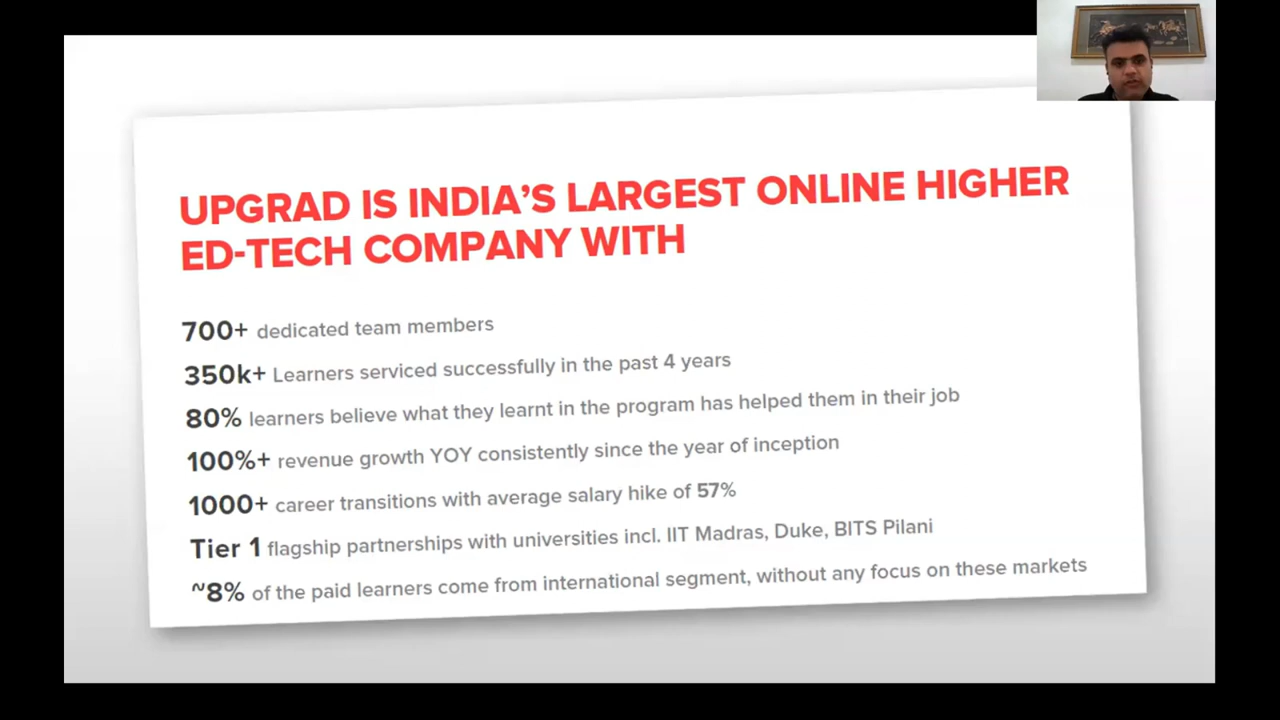 UPGRAD IS INDIA'S LARGEST ONLINE HIGHER
ED-TECH COMPANY WITH
700+ dedicated team members
350k+ Learners serviced successfully in the past 4 years
80% learners believe what they learnt in the program has helped them in their job
100%+ revenue growth YOY consistently since the year of inception
1000+ career transitions with average salary hike of 57%
Tier 1 flagship partnerships with universities incl. IIT Madras, Duke, BITS Pilani
~8% of the paid learners come from international segment, without any focus on these markets